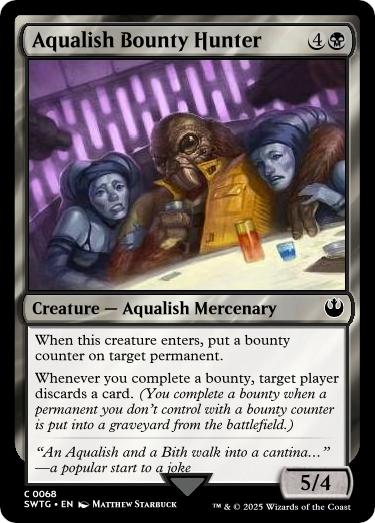 Aqualish Bounty Hunter 4
Creature — Aqualish Mercenary
When this creature enters, put a bounty
counter on target permanent.
Whenever you complete a bounty, target player
discards a card. (You complete a bounty when a
permanent you don’t control with a bounty counter
is put into a graveyard from the battlefield.)
“An Aqualish and a Bith walk into a cantina…”
—a popular start to a joke
5/4
C 0068
SWTG • EN Matthew Starbuck
™ & © 2025 Wizards of the Coast